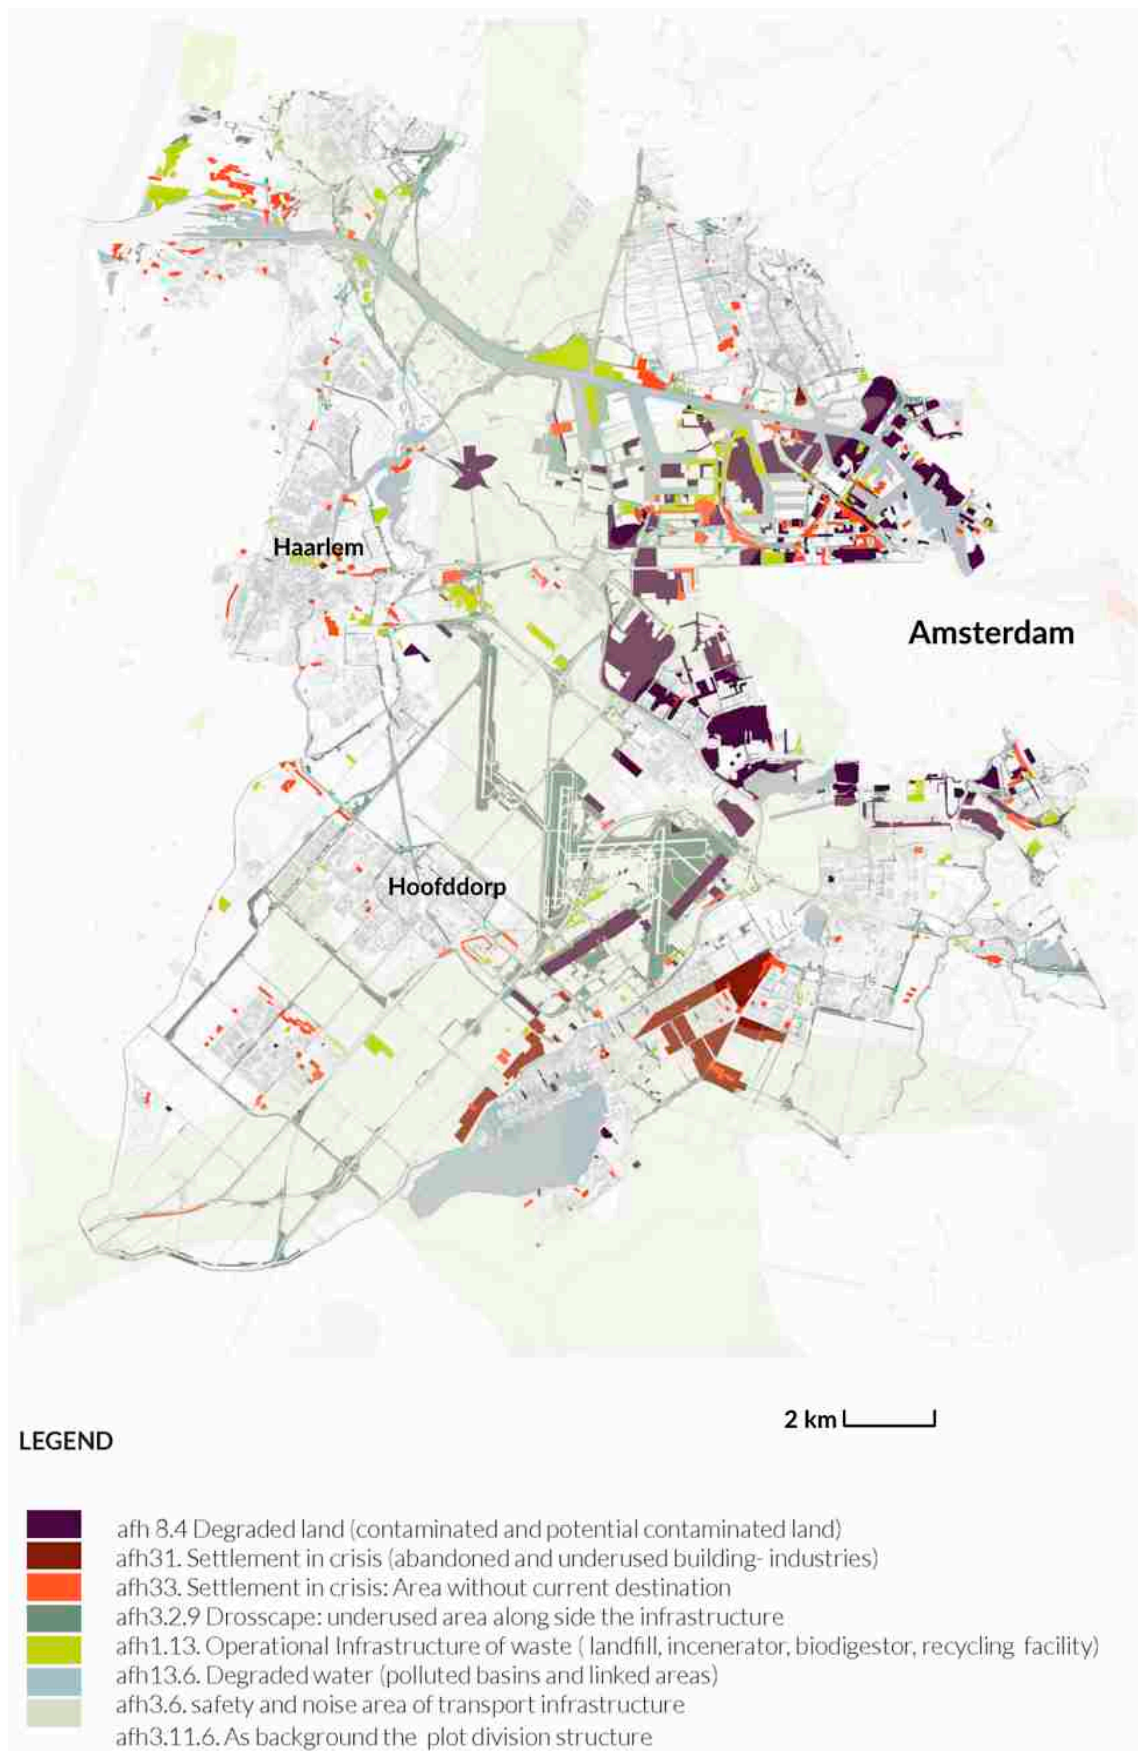 Haarlem
Amsterdam
Hoofddorp
2 km
LEGEND
afh 8.4 Degraded land (contaminated and potential contaminated land)
afh31. Settlement in crisis (abandoned and underused building- industries)
afh33. Settlement in crisis: Area without current destination
afh3.2.9 Drosscape: underused area along side the infrastructure
afh1.13. Operational Infrastructure of waste ( landfill, incenerator, biodigestor, recycling facility)
afh13.6. Degraded water (polluted basins and linked areas)
afh3.6. safety and noise area of transport infrastructure
afh3.11.6. As background the plot division structure